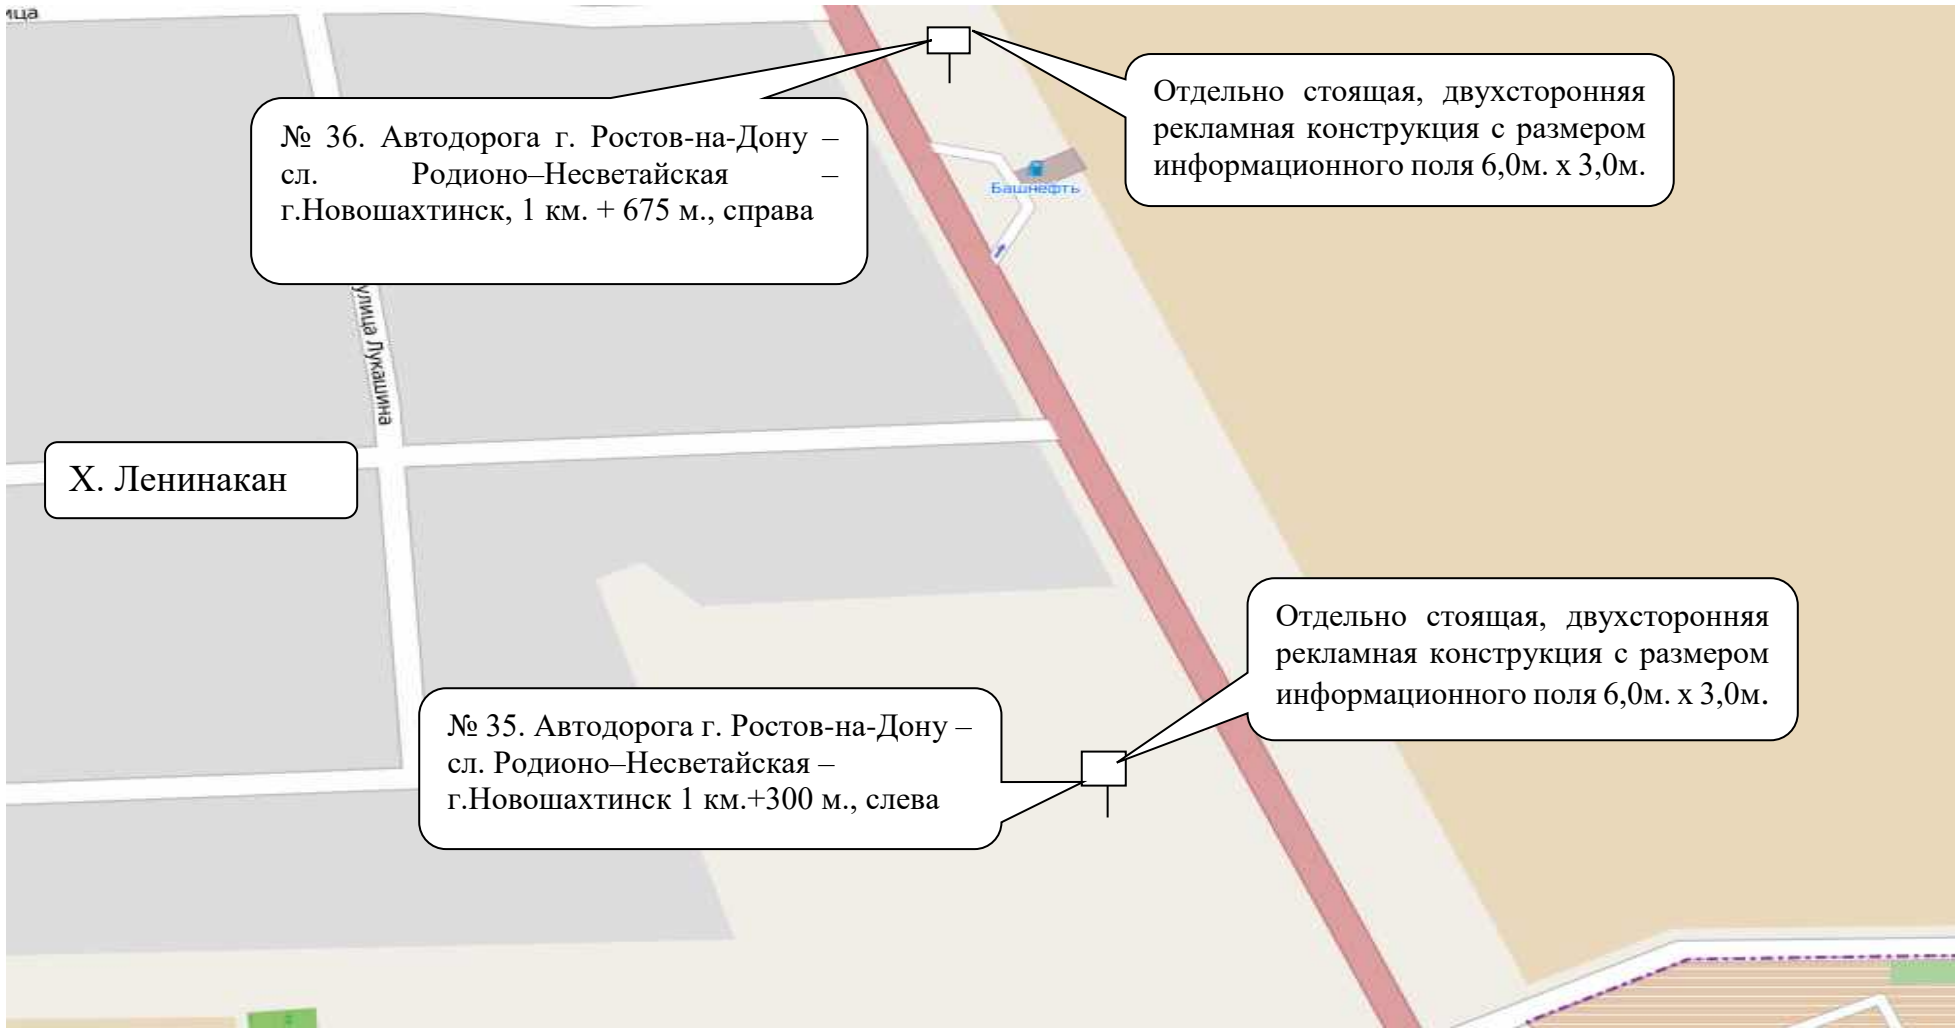 № 36. Автодорога г. Ростов-на-Дону –
сл. Родионо–Несветайская –
г.Новошахтинск, 1 км. + 675 м., справа
Отдельно стоящая, двухсторонняя
рекламная конструкция с размером
информационного поля 6,0м. х 3,0м.
Башнефть
улица Лукашина
Х. Ленинакан
Отдельно стоящая, двухсторонняя
рекламная конструкция с размером
информационного поля 6,0м. х 3,0м.
№ 35. Автодорога г. Ростов-на-Дону –
сл. Родионо–Несветайская –
г.Новошахтинск 1 км.+300 м., слева